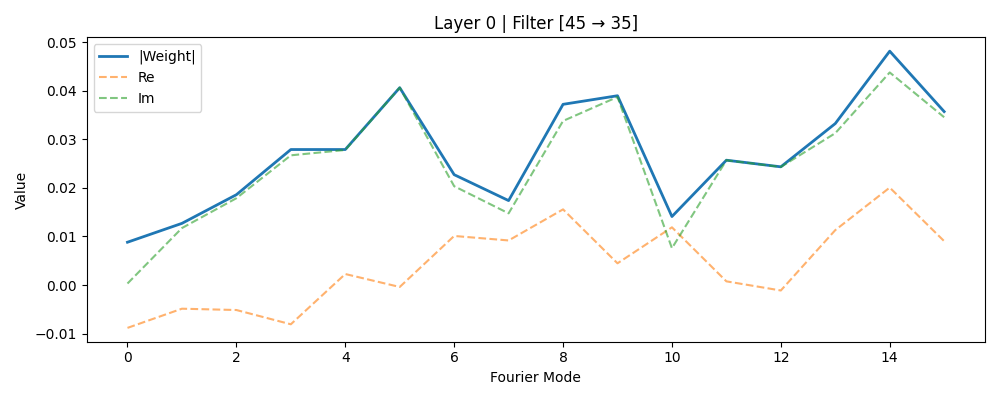 Layer 0 | Filter [45 → 35]
|Weight|
Re
Im
Value
0.05
0.04
0.03
0.02
0.01
0.00
−0.01
0 2 4 6 8 10 12 14
Fourier Mode